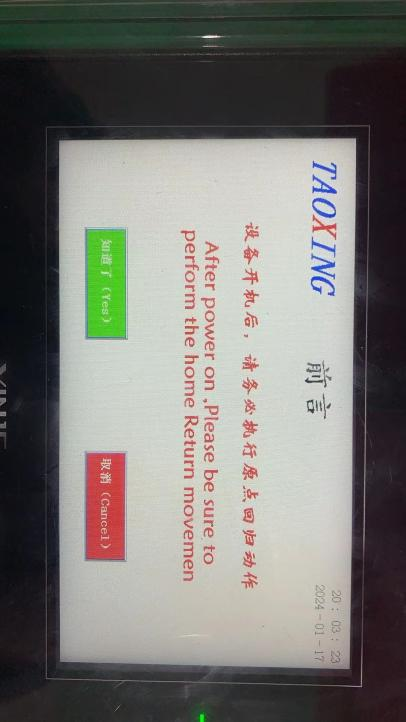 TAOXING
前言
20:03:23
2024-01-17
设备开机后，请务必执行原点回归动作
After power on ,Please be sure to
perform the home Return movemen
知道了（Yes）
取消（Cancel）